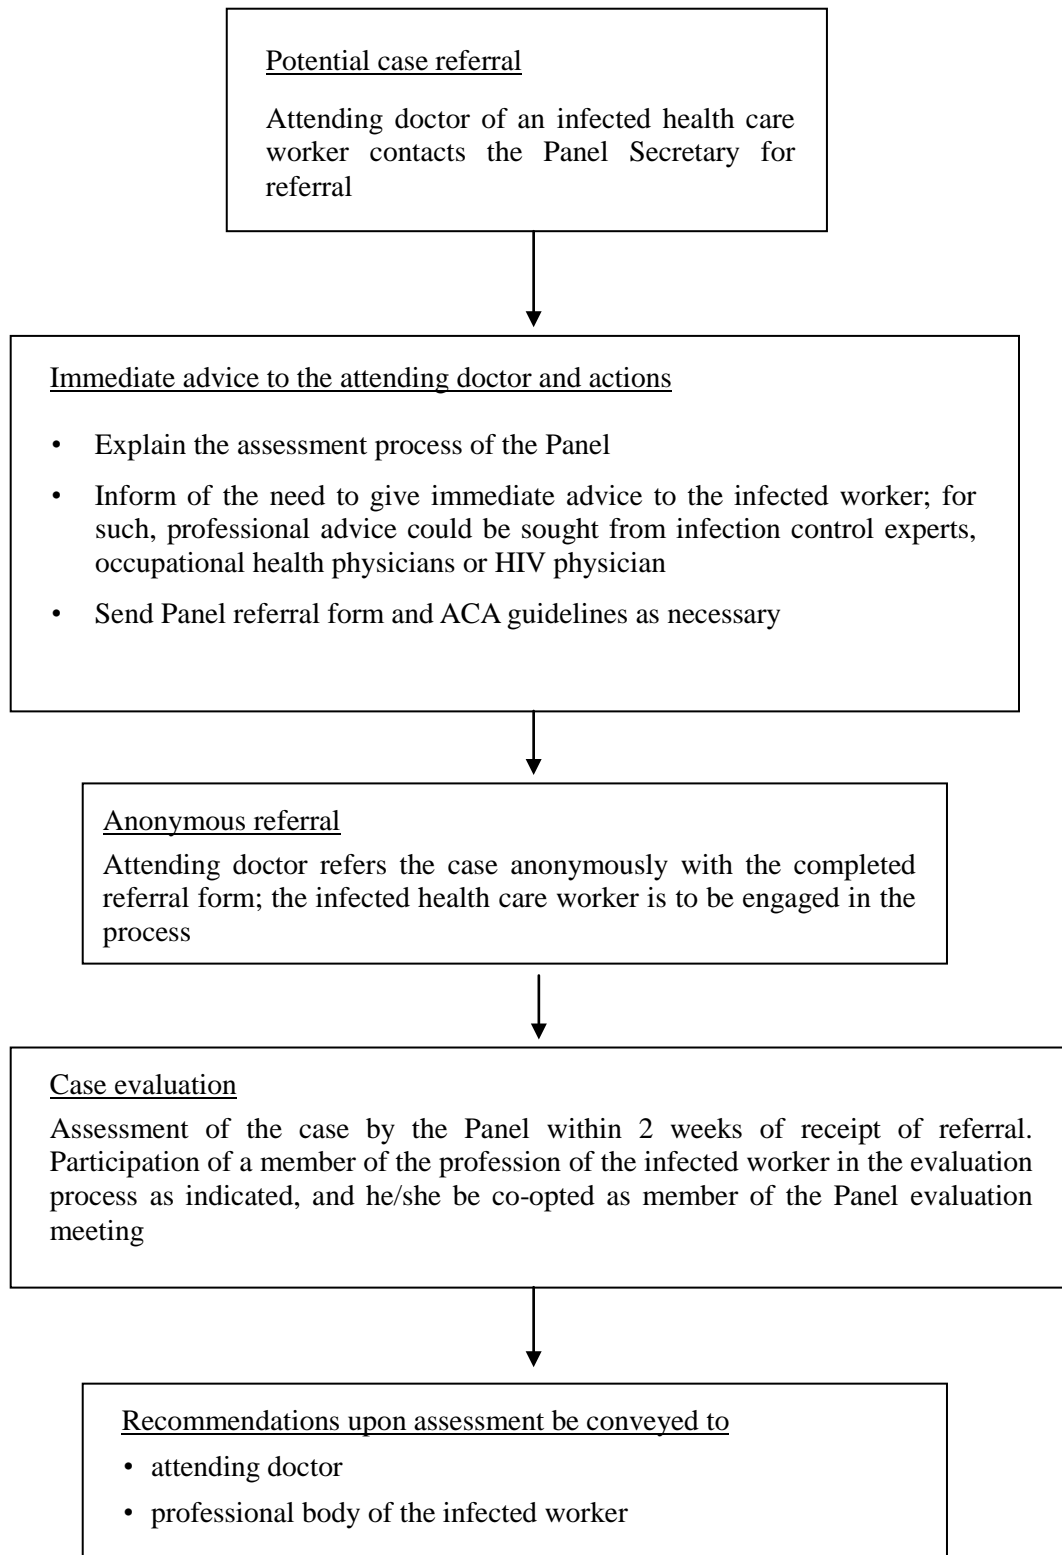 Potential case referral
Attending doctor of an infected health care
worker contacts the Panel Secretary for
referral
Immediate advice to the attending doctor and actions
• Explain the assessment process of the Panel
• Inform of the need to give immediate advice to the infected worker; for
such, professional advice could be sought from infection control experts,
occupational health physicians or HIV physician
• Send Panel referral form and ACA guidelines as necessary
Anonymous referral
Attending doctor refers the case anonymously with the completed
referral form; the infected health care worker is to be engaged in the
process
Case evaluation
Assessment of the case by the Panel within 2 weeks of receipt of referral.
Participation of a member of the profession of the infected worker in the evaluation
process as indicated, and he/she be co-opted as member of the Panel evaluation
meeting
Recommendations upon assessment be conveyed to
• attending doctor
• professional body of the infected worker